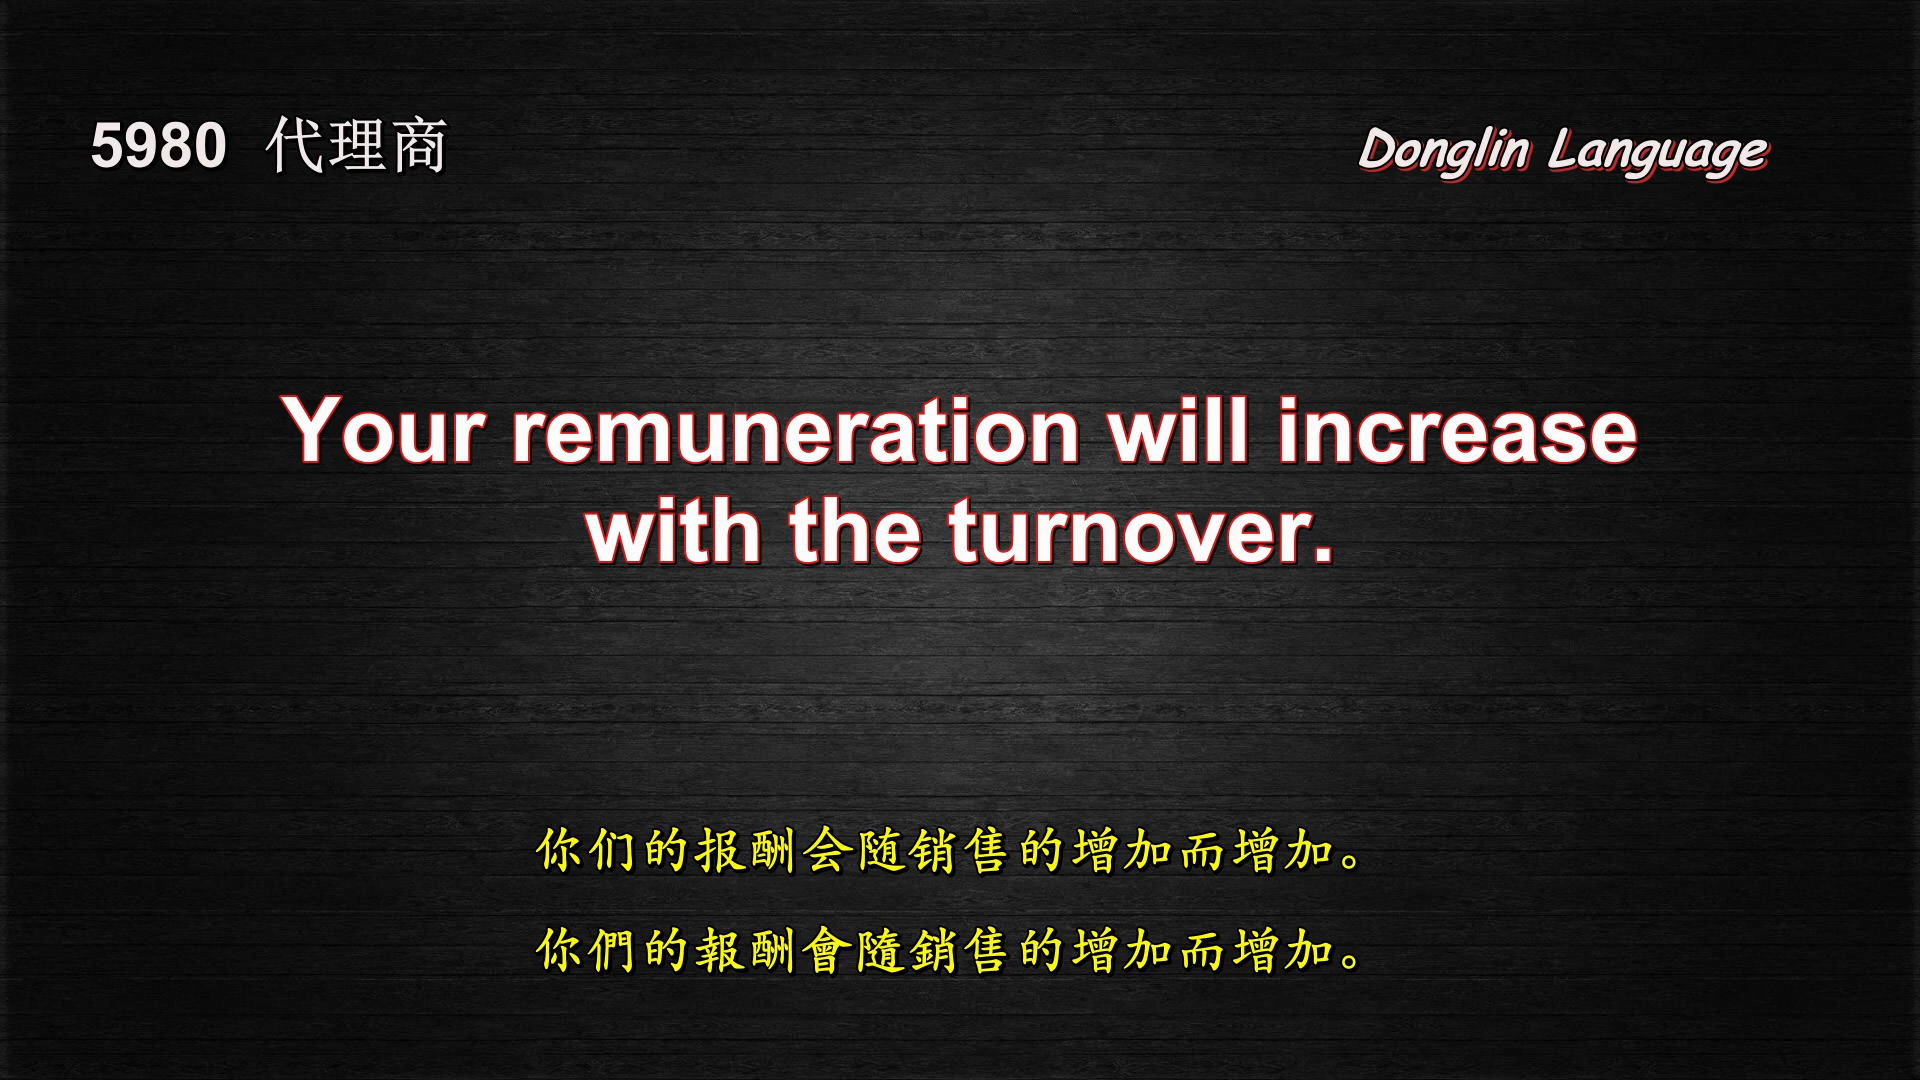 5980 代理商
Donglin Language
Your remuneration will increase
with the turnover.
你们的报酬会随销售的增加而增加。
你們的報酬會隨銷售的增加而增加。